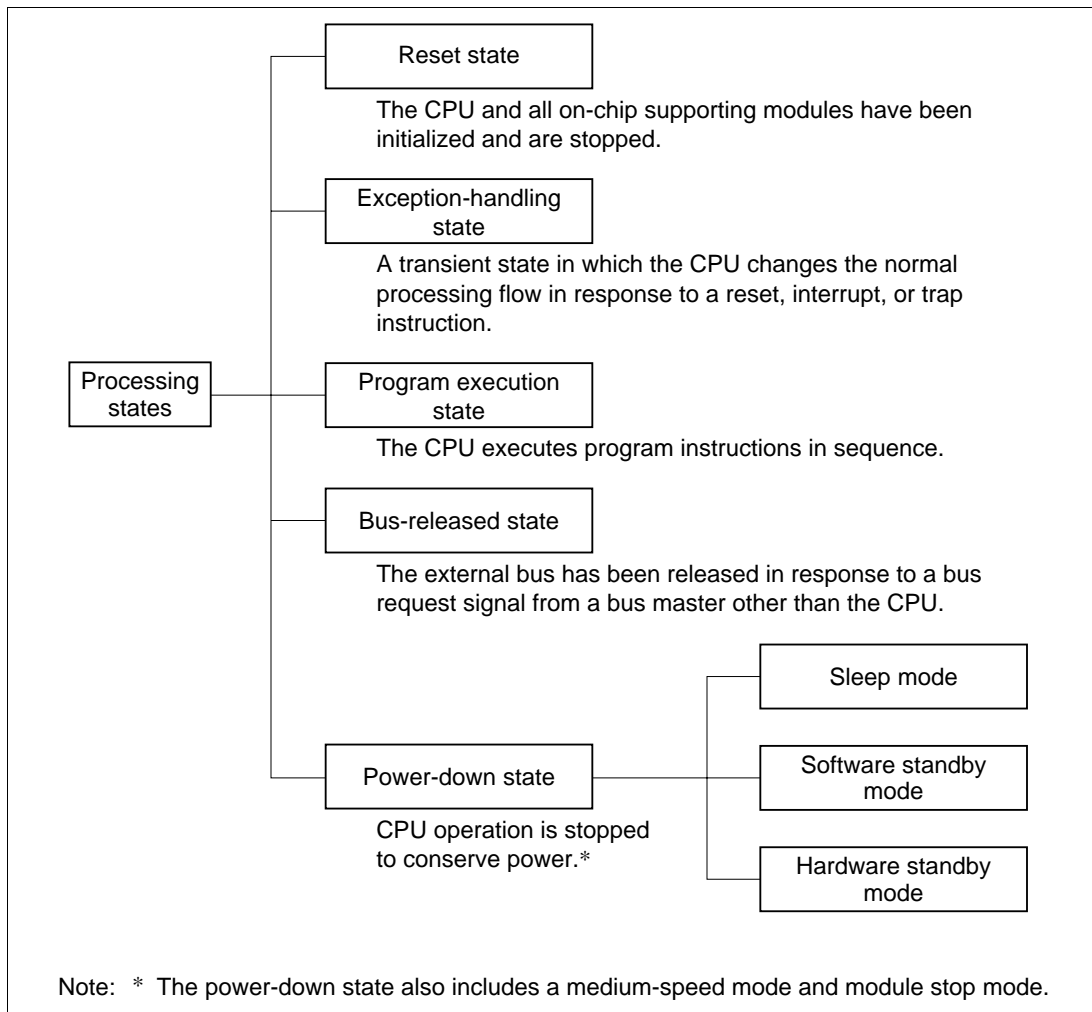 Reset state
The CPU and all on-chip supporting modules have been
initialized and are stopped.
Exception-handling
state
A transient state in which the CPU changes the normal
processing flow in response to a reset, interrupt, or trap
instruction.
Processing
states
Program execution
state
The CPU executes program instructions in sequence.
Bus-released state
The external bus has been released in response to a bus
request signal from a bus master other than the CPU.
Power-down state
CPU operation is stopped
to conserve power.*
Sleep mode
Software standby
mode
Hardware standby
mode
Note: * The power-down state also includes a medium-speed mode and module stop mode.